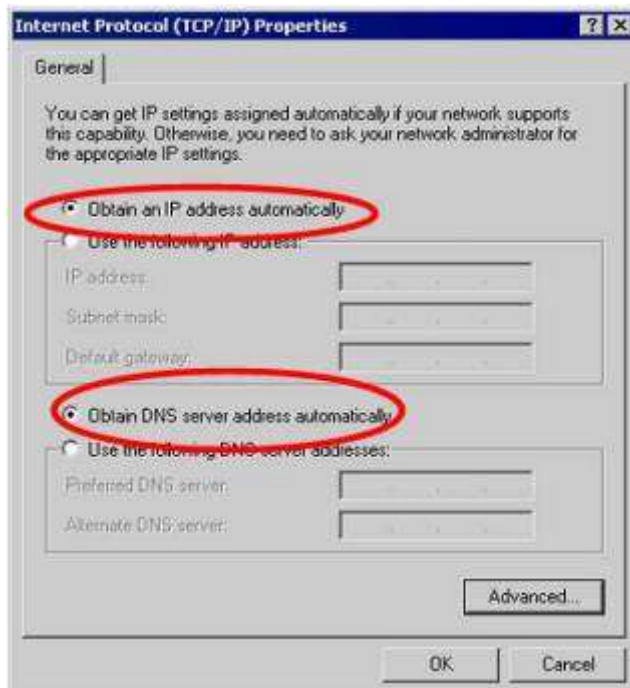 Internet Protocol (TCP/IP) Properties
General
You can get IP settings assigned automatically if your network supports
this capability. Otherwise, you need to ask your network administrator for
the appropriate IP settings.
Obtain an IP address automatically
Use the following IP address:
IP address:
Subnet mask:
Default gateway:
Obtain DNS server address automatically
Use the following DNS server addresses:
Preferred DNS server:
Alternate DNS server:
Advanced...
OK
Cancel